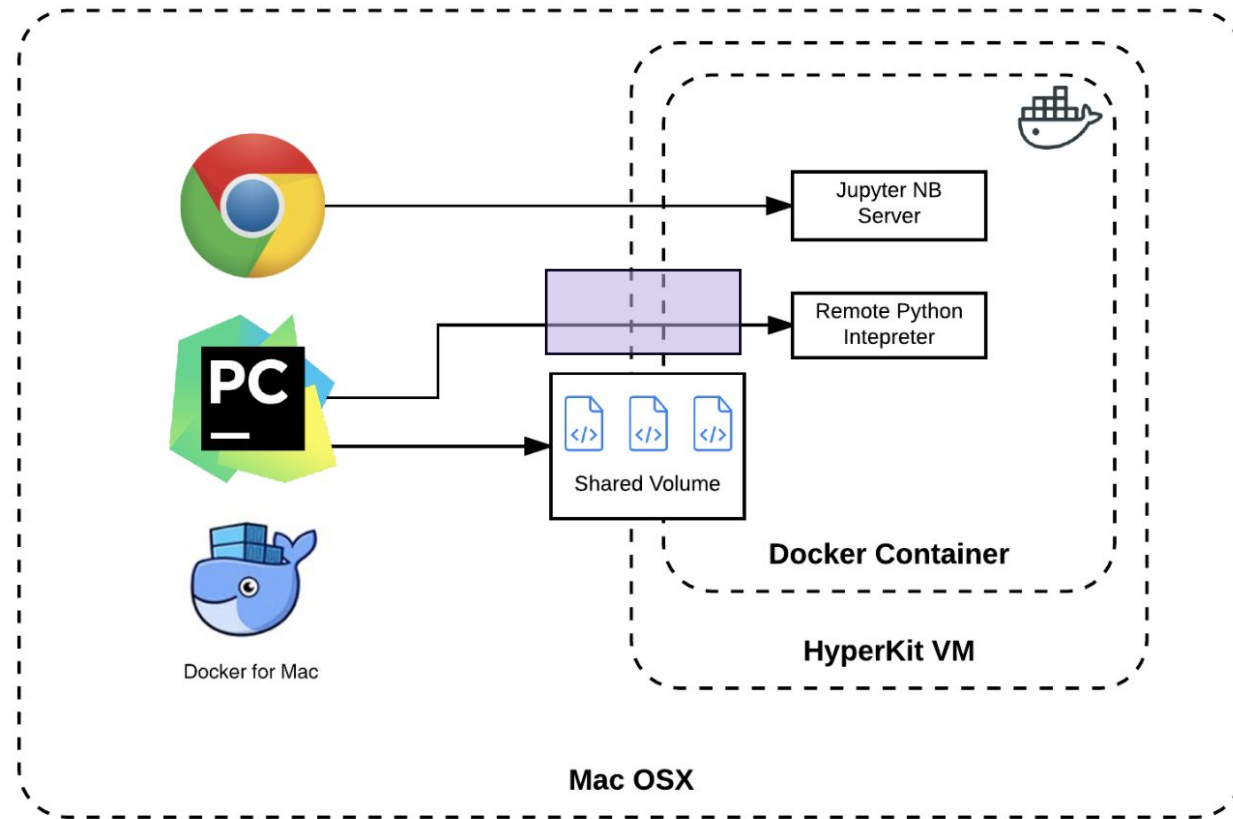 Jupyter NB
Server
Remote Python
Intepreter
PC
</>
</>
</>
Shared Volume
Docker Container
HyperKit VM
Docker for Mac
Mac OSX